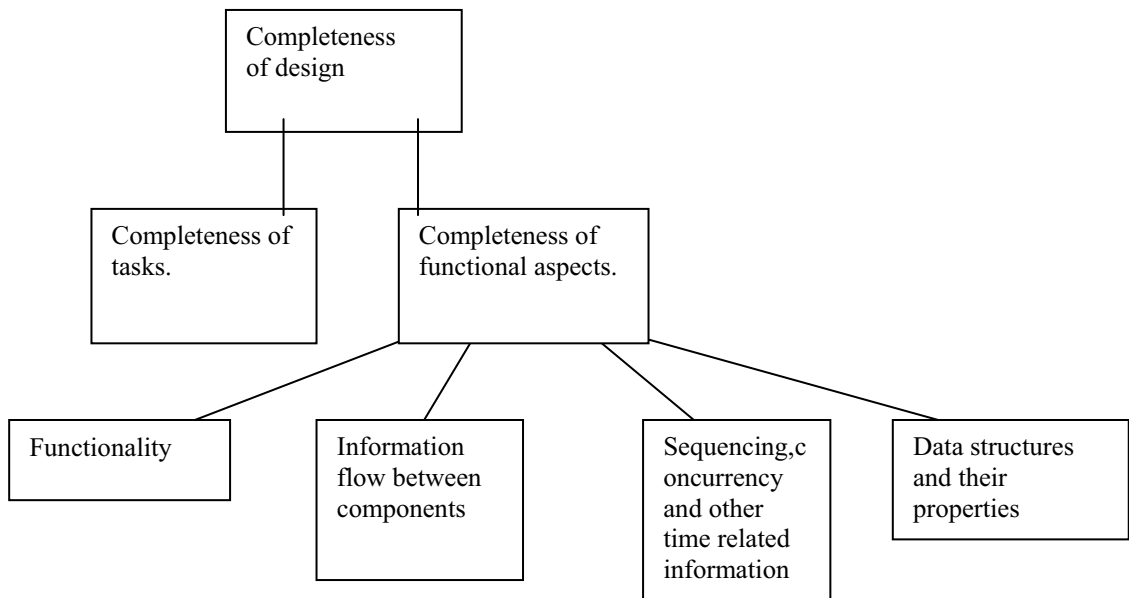 Completeness
of design
Completeness of
tasks.
Completeness of
functional aspects.
Functionality
Information
flow between
components
Sequencing,c
oncurrency
and other
time related
information
Data structures
and their
properties